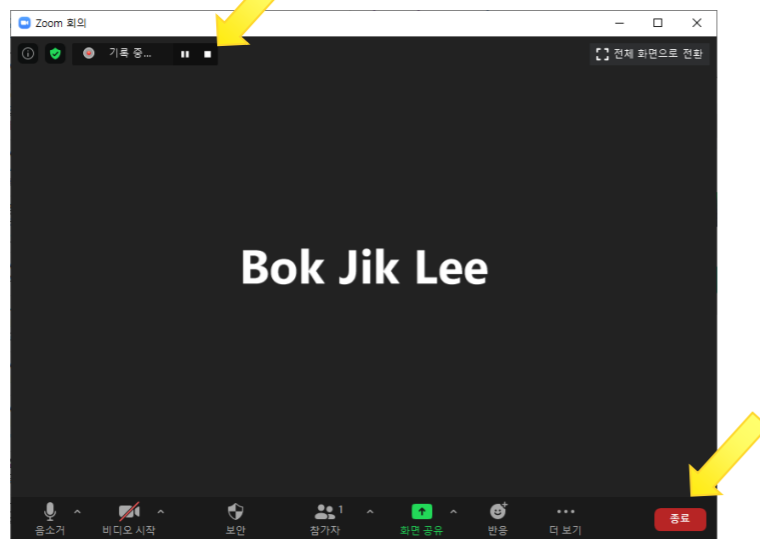 Zoom 회의
기록 중...
전체 화면으로 전환
Bok Jik Lee
음소거 비디오 시작 보안 참가자 1 화면 공유 반응 더 보기 종료